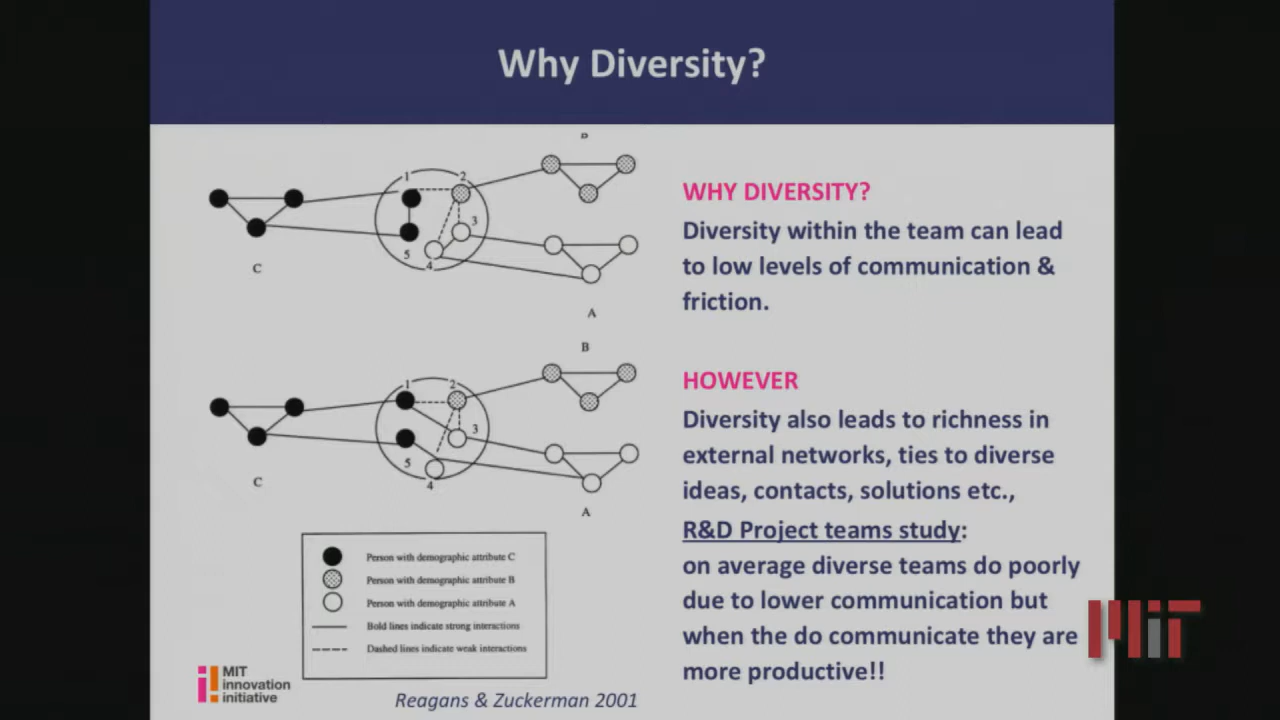 Why Diversity?
1
2
3
4
5
C
A
WHY DIVERSITY?
Diversity within the team can lead
to low levels of communication &
friction.
B
1
2
3
4
5
C
A
HOWEVER
Diversity also leads to richness in
external networks, ties to diverse
ideas, contacts, solutions etc.,
R&D Project teams study:
on average diverse teams do poorly
due to lower communication but
when the do communicate they are
more productive!!
Person with demographic attribute C
Person with demographic attribute B
Person with demographic attribute A
Bold lines indicate strong interactions
Dashed lines indicate weak interactions
MIT
innovation
initiative
Reagans & Zuckerman 2001
MIT